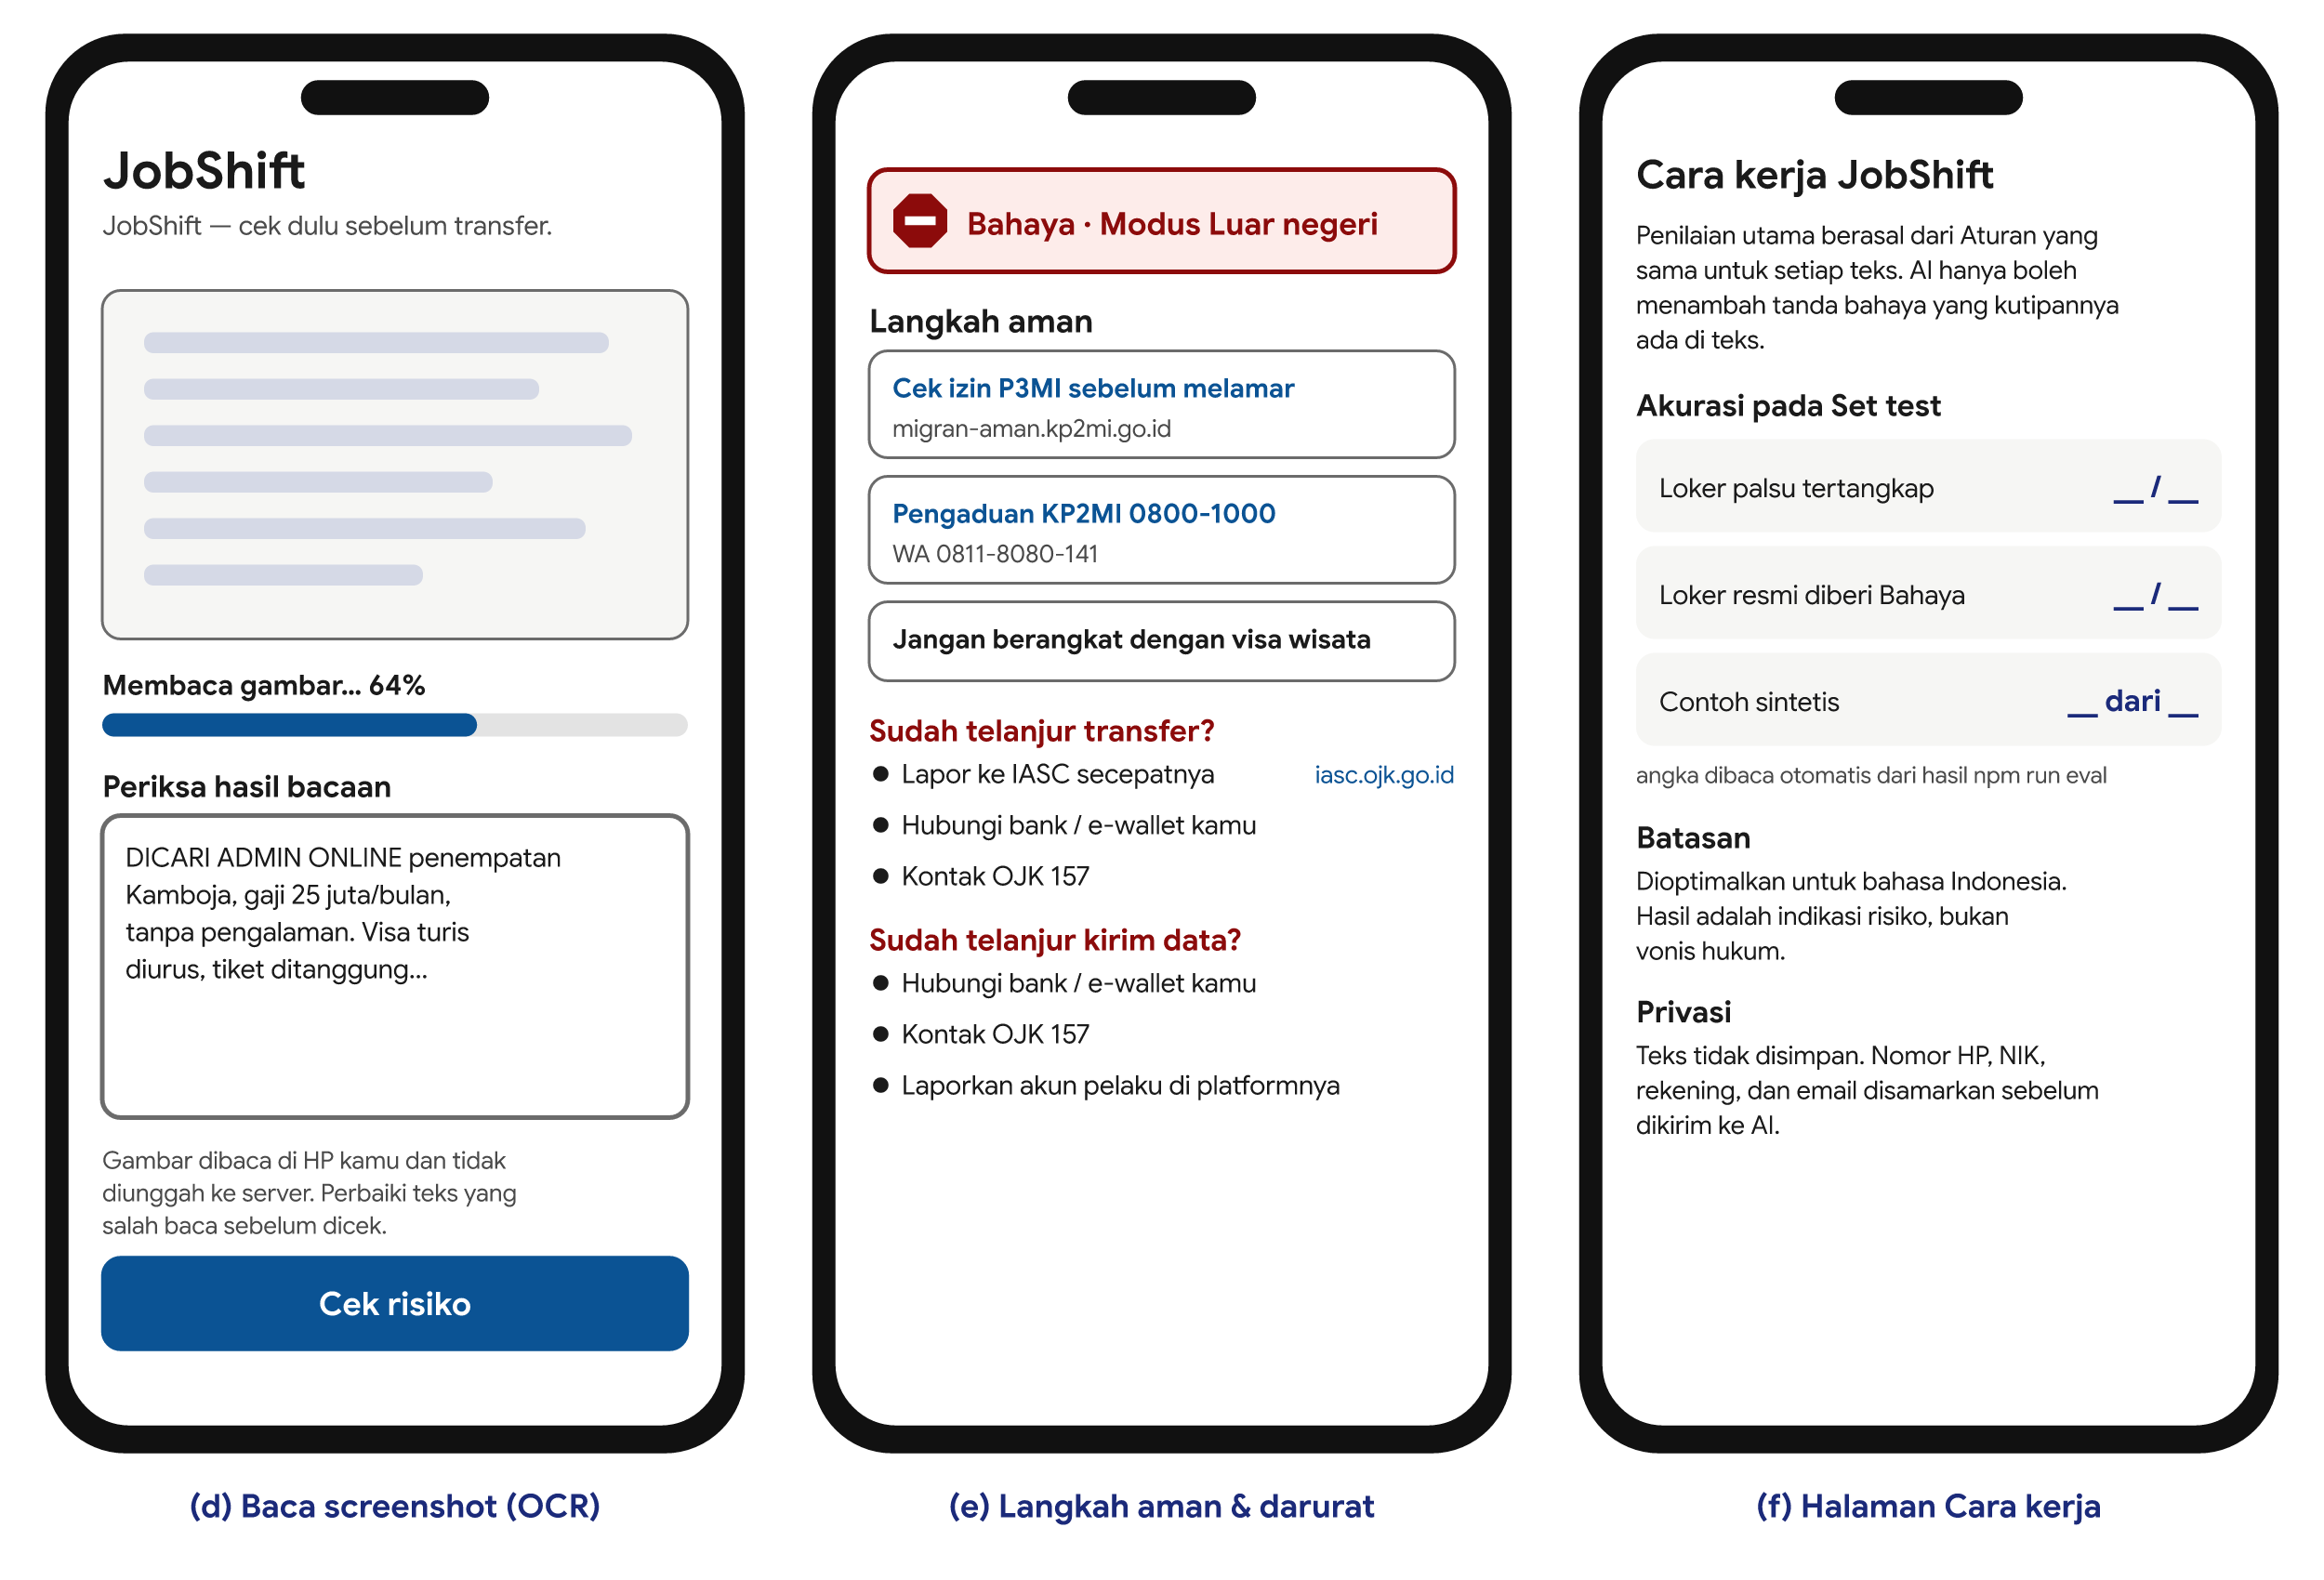 JobShift
JobShift — cek dulu sebelum transfer.
Membaca gambar... 64%
Periksa hasil bacaan
DICARI ADMIN ONLINE penempatan
Kamboja, gaji 25 juta/bulan,
tanpa pengalaman. Visa turis
diurus, tiket ditanggung...
Gambar dibaca di HP kamu dan tidak
diunggah ke server. Perbaiki teks yang
salah baca sebelum dicek.
Cek risiko
(d) Baca screenshot (OCR)
Bahaya · Modus Luar negeri
Langkah aman
Cek izin P3MI sebelum melamar
migran-aman.kp2mi.go.id
Pengaduan KP2MI 0800-1000
WA 0811-8080-141
Jangan berangkat dengan visa wisata
Sudah telanjur transfer?
● Lapor ke IASC secepatnya iasc.ojk.go.id
● Hubungi bank / e-wallet kamu
● Kontak OJK 157
Sudah telanjur kirim data?
● Hubungi bank / e-wallet kamu
● Kontak OJK 157
● Laporkan akun pelaku di platformnya
(e) Langkah aman & darurat
Cara kerja JobShift
Penilaian utama berasal dari Aturan yang
sama untuk setiap teks. AI hanya boleh
menambah tanda bahaya yang kutipannya
ada di teks.
Akurasi pada Set test
Loker palsu tertangkap __ / __
Loker resmi diberi Bahaya __ / __
Contoh sintetis __ dari __
angka dibaca otomatis dari hasil npm run eval
Batasan
Dioptimalkan untuk bahasa Indonesia.
Hasil adalah indikasi risiko, bukan
vonis hukum.
Privasi
Teks tidak disimpan. Nomor HP, NIK,
rekening, dan email disamarkan sebelum
dikirim ke AI.
(f) Halaman Cara kerja